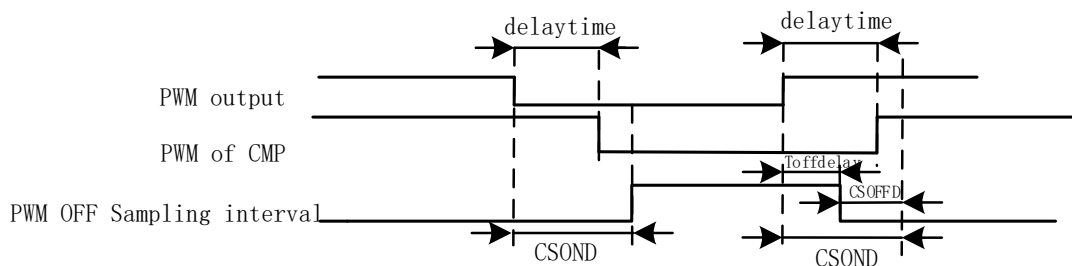 delaytime
delaytime
PWM output
PWM of CMP
Toffdelay
CSOFFD
PWM OFF Sampling interval
CSOND
CSOND